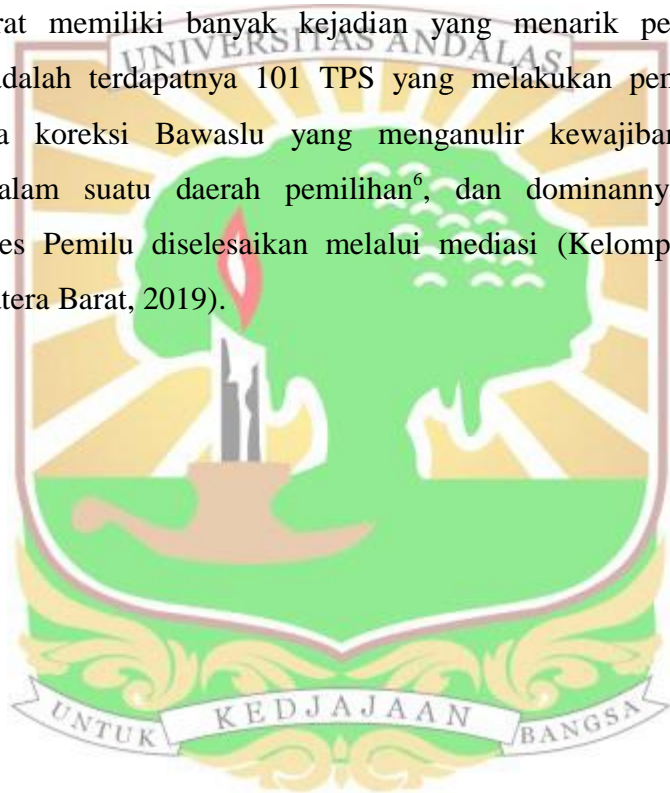 rat memiliki banyak kejadian yang menarik pe
UNIVERSITAS ANDALAS
adalah terdapatnya 101 TPS yang melakukan pen
a koreksi Bawaslu yang menganulir kewajiban
alam suatu daerah pemilihan6, dan dominanny
es Pemilu diselesaikan melalui mediasi (Kelomp
tera Barat, 2019).
UNTUK KEDJAJAAN BANGSA